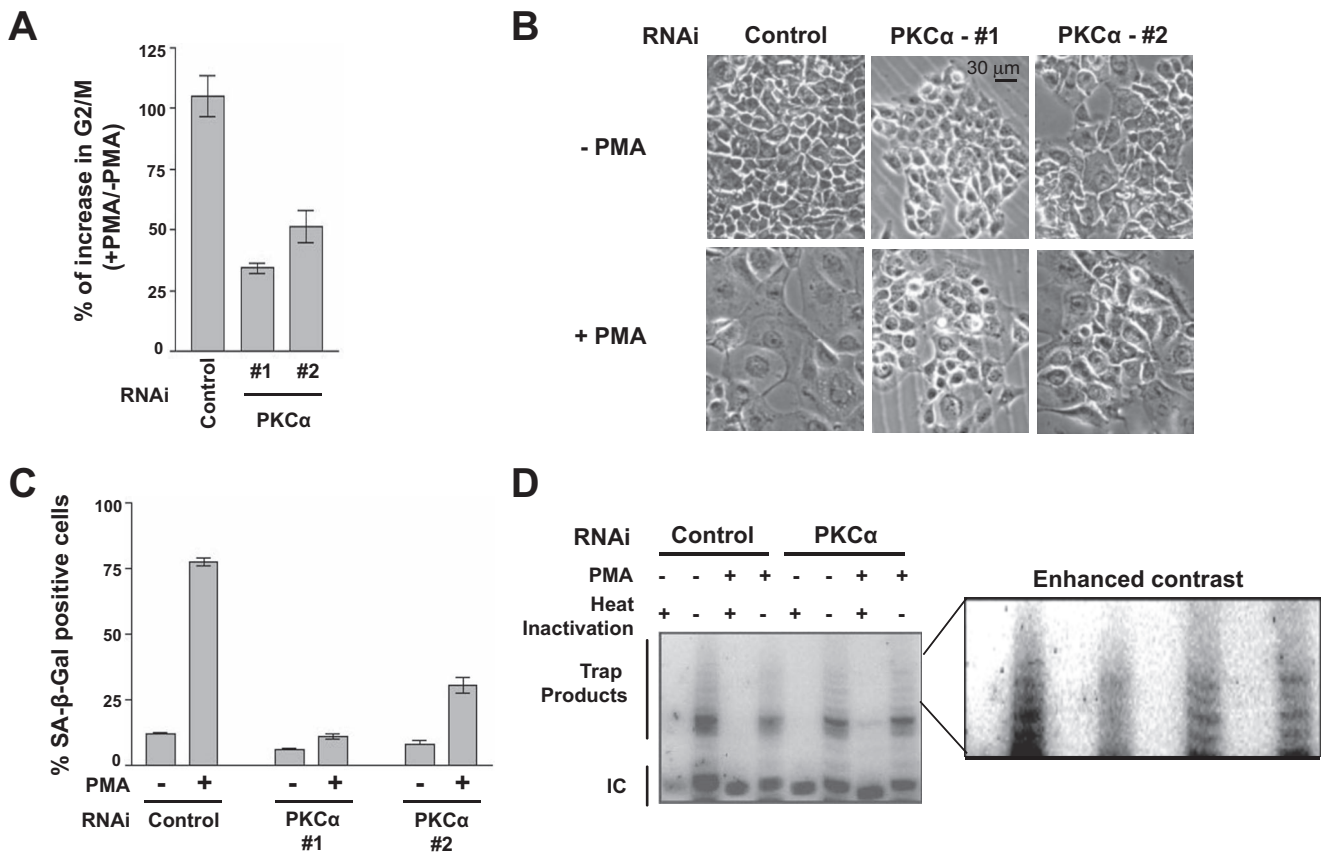 A
% of increase in G2/M
(+PMA/-PMA)
125
100
75
50
25
0
RNAi
Control
#1
#2
PKCα
B
RNAi
Control
PKCα - #1
PKCα - #2
30 μm
- PMA
+ PMA
C
% SA-β-Gal positive cells
100
75
50
25
0
PMA
- + - + - +
RNAi
Control
PKCα
#1
PKCα
#2
D
RNAi
Control
PKCα
PMA
- - + + - - + +
Heat
Inactivation
+ - + - + - + -
Trap
Products
IC
Enhanced contrast